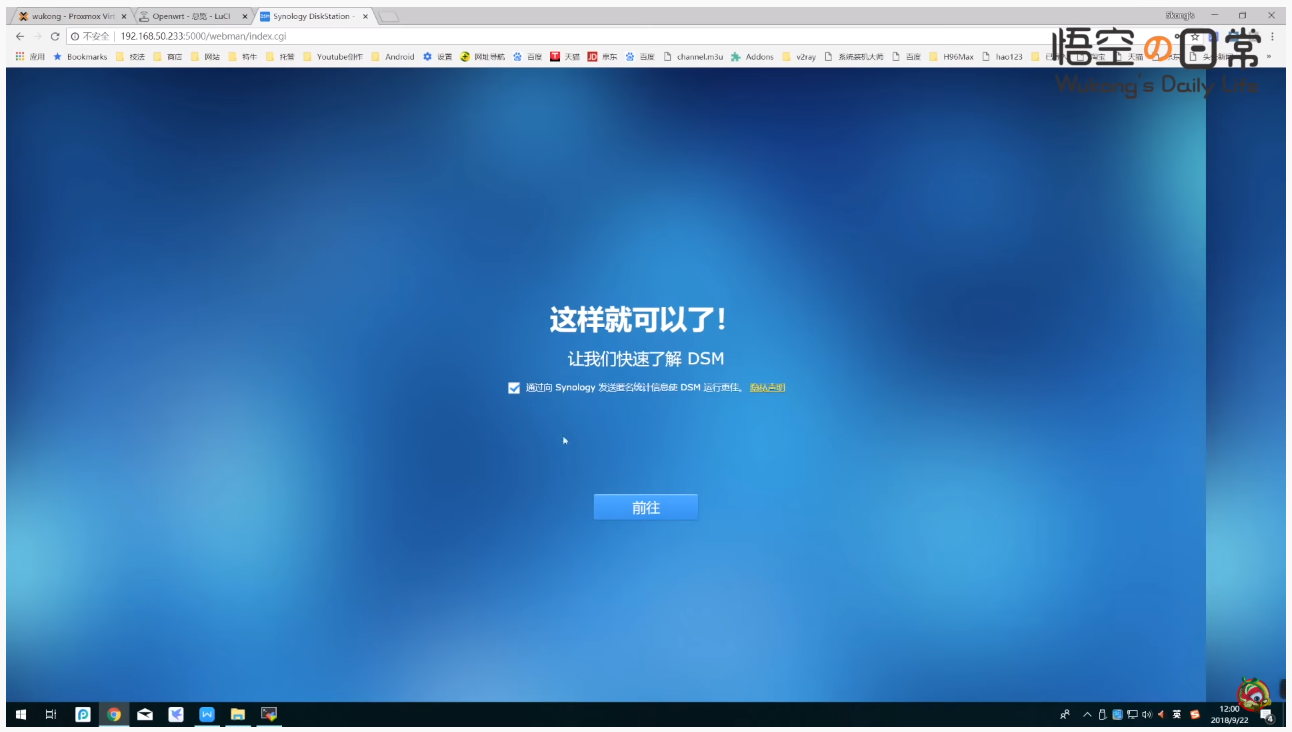 wukong - Proxmox Virt
Openwrt - 总览 - LuCI
Synology DiskStation -
不安全 | 192.168.50.233:5000/webman/index.cgi
应用 Bookmarks 技法 商店 网站 特牛 托管 Youtube创作 Android 设置 网址导航 百度 天猫 JD 京东 百度 channel.m3u Addons v2ray 系统装机大师 百度 H96Max hao123
悟空の日常
Wukong's Daily Life
这样就可以了!
让我们快速了解 DSM
通过向 Synology 发送匿名统计信息使 DSM 运行更佳。 隐私声明
前往
英
12:00
2018/9/22
4